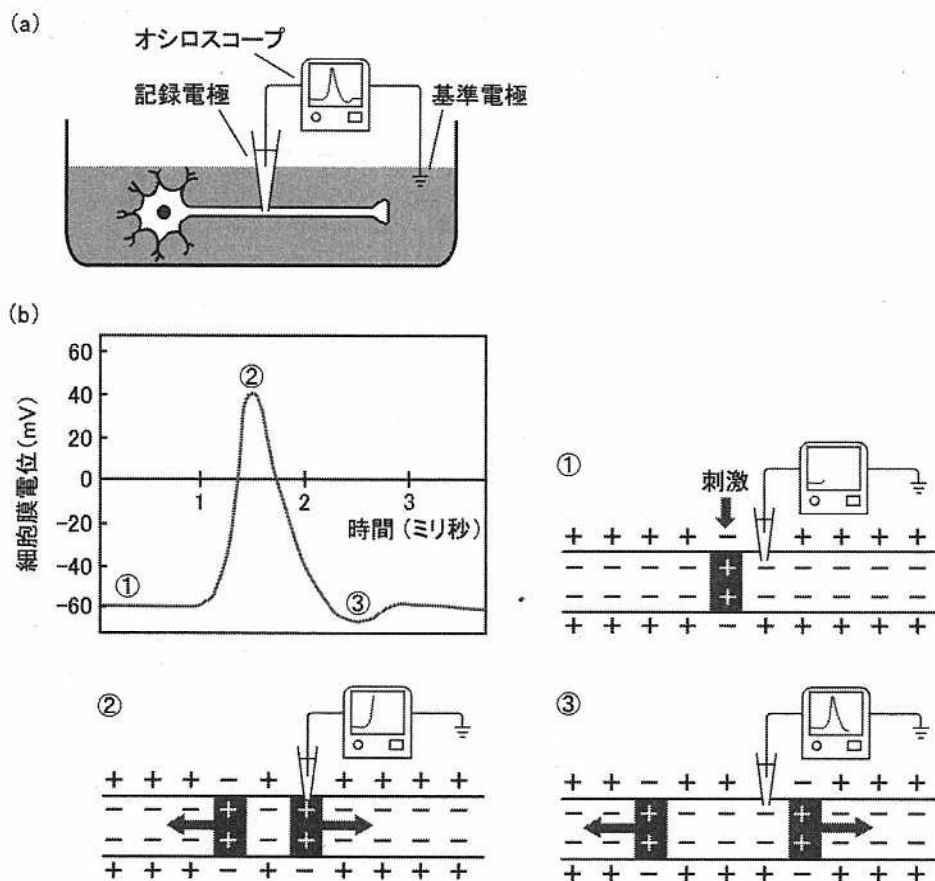 (a)
オシロスコープ
記録電極
基準電極
(b)
細胞膜電位(mV)
60
40
20
0
−20
−40
−60
1
2
3
時間(ミリ秒)
①
②
③
①
刺激
+ + + + − + + + +
− − − − + − − − −
− − − − + − − − −
+ + + + − + + + + +
②
+ + + − + + + + +
− − − + − + − − − −
− − − + − + − − − −
+ + + − + − + + + +
③
+ + − + + − + +
− − + − − − + − −
− − + − − − + − −
+ + − + + + − + +